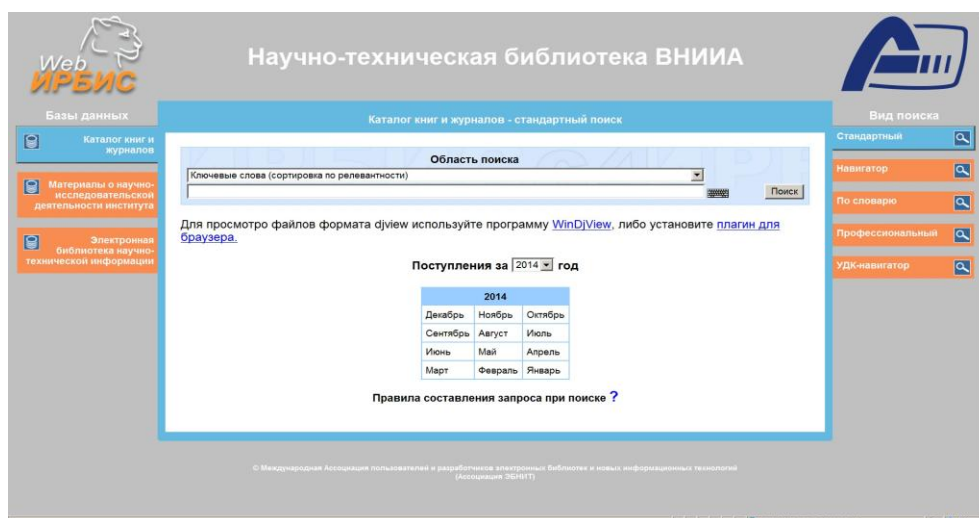 Web
ИРБИС
Научно-техническая библиотека ВНИИА
Базы данных
Каталог книг и
журналов
Материалы о научно-
исследовательской
деятельности института
Электронная
библиотека научно-
технической информации
Каталог книг и журналов - стандартный поиск
Область поиска
Ключевые слова (сортировка по релевантности)
Поиск
Для просмотро файлов формата djview используйте программу WinDjView, либо установите плагин для
браузера.
Поступления за 2014 год
2014
Декабрь Ноябрь Октябрь
Сентябрь Август Июль
Июнь Май Апрель
Март Февраль Январь
Правила составления запроса при поиске ?
Вид поиска
Стандартный
Навигатор
По словарю
Профессиональный
УДК-навигатор
© Международная Ассоциация пользователей и разработчиков электронных библиотек и новых информационных технологий
(Ассоциация ЭБНИТ)